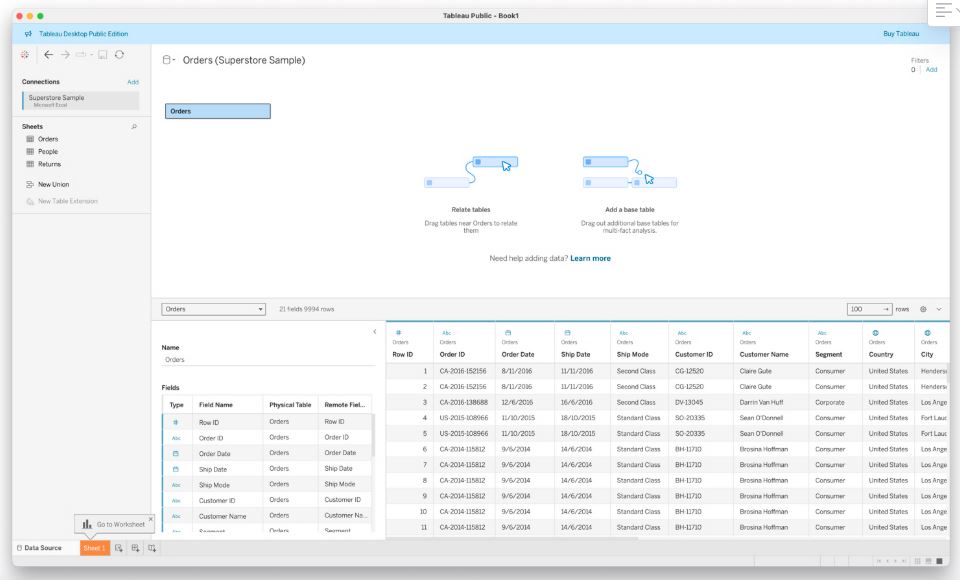 Tableau Public - Book1
Tableau Desktop Public Edition
Buy Tableau
Connections
Add
Superstore Sample
Microsoft Excel
Sheets
Orders
People
Returns
New Union
New Table Extension
Orders (Superstore Sample)
Filters
0 | Add
Orders
Relate tables
Drag tables near Orders to relate
them
Add a base table
Drag out additional base tables for
multi-fact analysis.
Need help adding data? Learn more
Orders
21 fields 9994 rows
100 → rows
Name
Orders
Fields
Type Field Name Physical Table Remote Fiel...
# Row ID Orders Row ID
Abc Order ID Orders Order ID
Order Date Orders Order Date
Ship Date Orders Ship Date
Abc Ship Mode Orders Ship Mode
Abc Customer ID Orders Customer ID
Abc Customer Name Orders Customer Na...
Abc Segment Orders Segment
# Abc Abc Abc Abc Abc
Orders Orders Orders Orders Orders Orders Orders Orders Orders Orders
Row ID Order ID Order Date Ship Date Ship Mode Customer ID Customer Name Segment Country City
1 CA-2016-152156 8/11/2016 11/11/2016 Second Class CG-12520 Claire Gute Consumer United States Henders
2 CA-2016-152156 8/11/2016 11/11/2016 Second Class CG-12520 Claire Gute Consumer United States Henders
3 CA-2016-138688 12/6/2016 16/6/2016 Second Class DV-13045 Darrin Van Huff Corporate United States Los Ange
4 US-2015-108966 11/10/2015 18/10/2015 Standard Class SO-20335 Sean O'Donnell Consumer United States Fort Lauc
5 US-2015-108966 11/10/2015 18/10/2015 Standard Class SO-20335 Sean O'Donnell Consumer United States Fort Lauc
6 CA-2014-115812 9/6/2014 14/6/2014 Standard Class BH-11710 Brosina Hoffman Consumer United States Los Ange
7 CA-2014-115812 9/6/2014 14/6/2014 Standard Class BH-11710 Brosina Hoffman Consumer United States Los Ange
8 CA-2014-115812 9/6/2014 14/6/2014 Standard Class BH-11710 Brosina Hoffman Consumer United States Los Ange
9 CA-2014-115812 9/6/2014 14/6/2014 Standard Class BH-11710 Brosina Hoffman Consumer United States Los Ange
10 CA-2014-115812 9/6/2014 14/6/2014 Standard Class BH-11710 Brosina Hoffman Consumer United States Los Ange
11 CA-2014-115812 9/6/2014 14/6/2014 Standard Class BH-11710 Brosina Hoffman Consumer United States Los Ange
Go to Worksheet
Data Source Sheet 1